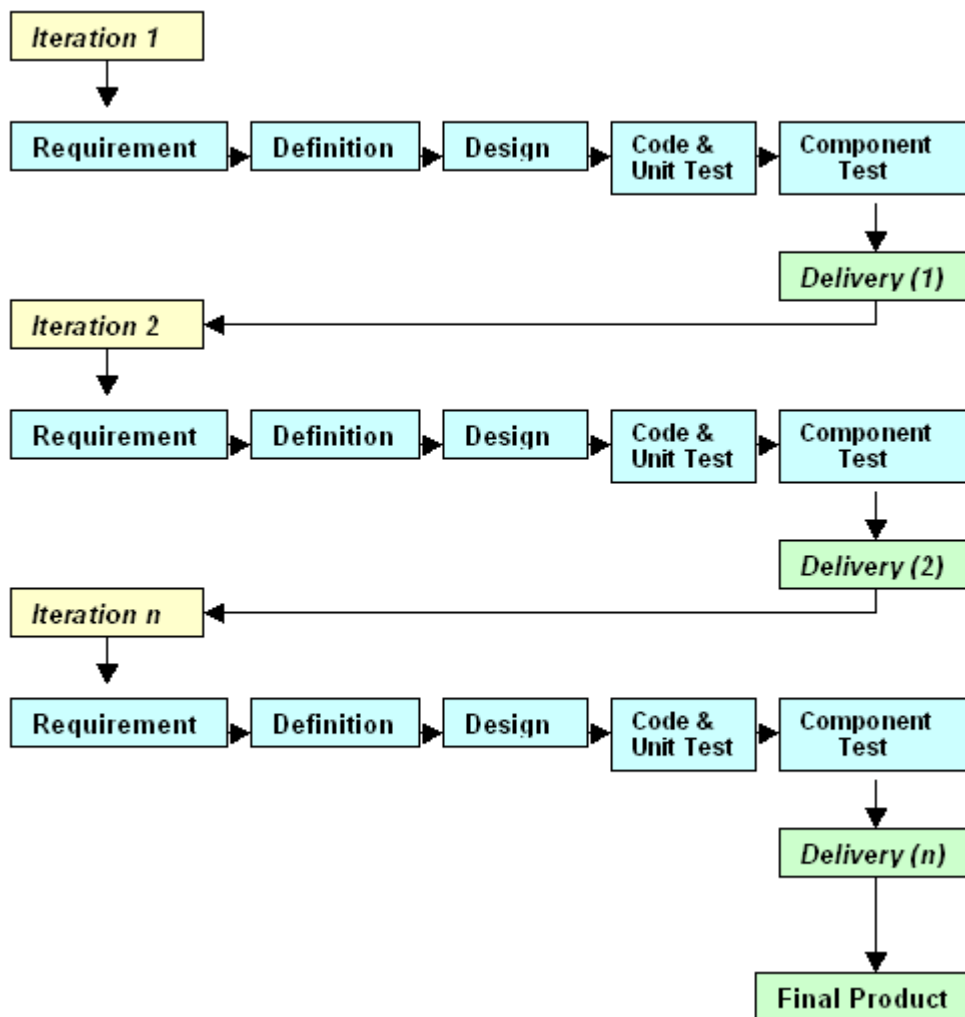 Iteration 1
Requirement
Definition
Design
Code &
Unit Test
Component
Test
Delivery (1)
Iteration 2
Requirement
Definition
Design
Code &
Unit Test
Component
Test
Delivery (2)
Iteration n
Requirement
Definition
Design
Code &
Unit Test
Component
Test
Delivery (n)
Final Product